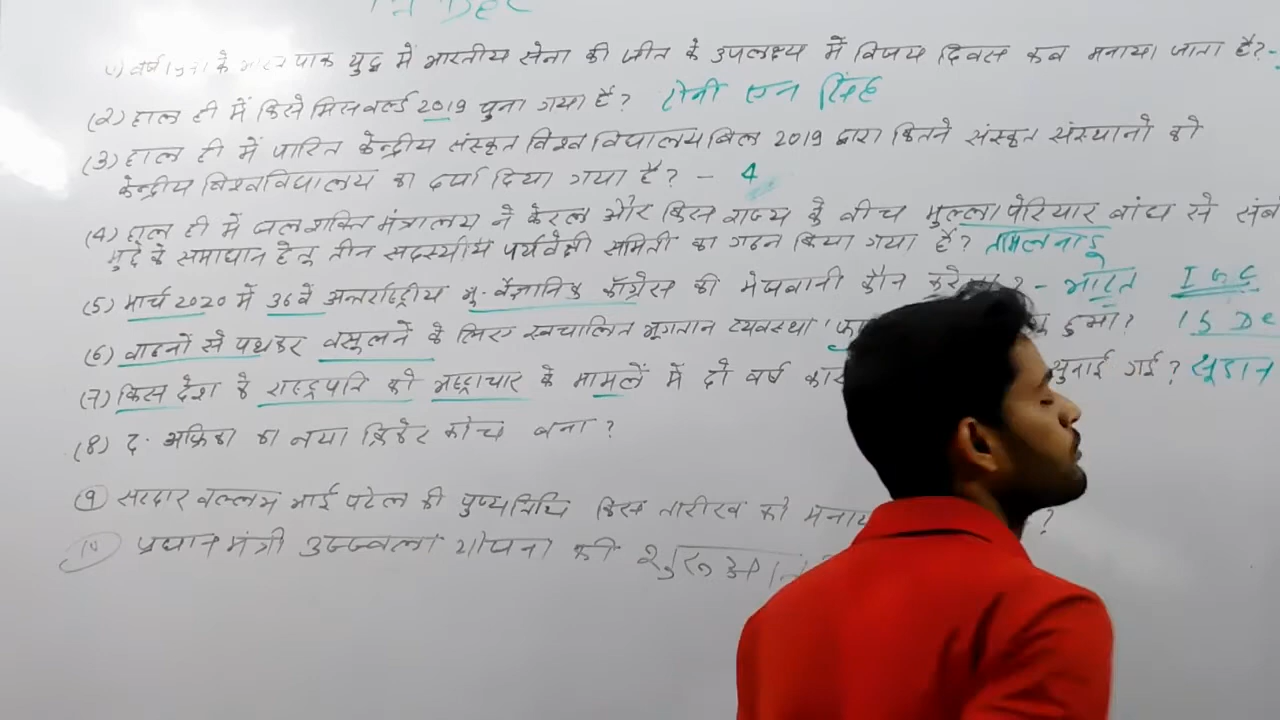 के भारत पाक युद्ध में भारतीय सेना की जीत के उपलक्ष्य में विजय दिवस कब मनाया जाता है? -
(2) हाल ही में किसे मिस वर्ल्ड 2019 चुना गया है? टोनी एन सिंह
(3) हाल ही में पारित केन्द्रीय संस्कृत विश्वविद्यालय बिल 2019 द्वारा कितने संस्कृत संस्थानो को
केन्द्रीय विश्वविद्यालय का दर्जा दिया गया है? - 4
(4) हाल ही में जलशक्ति मंत्रालय ने केरल और किस राज्य के बीच मुल्लापेरियार बांध से संबं
मुद्दे के समाधान हेतु तीन सदस्यीय पर्यवेक्षी समिती का गठन किया गया है? तमिलनाडू
(5) मार्च 2020 में 36वें अन्तर्राष्ट्रीय भू-वैज्ञानिक कॉंग्रेस की मेजबानी कौन करेगा? - भारत IGC
(6) वाहनों से पथकर वसूलनें के लिए स्वचालित भूगतान व्यवस्था हुआ? 15 De
(7) किस देश के राष्ट्रपति को भ्रष्ट्राचार के मामलें में दो वर्ष सुनाई गई? सूडान
(8) द. अफ्रिका का नया क्रिकेट कोच बना?
(9) सरदार वल्लभ भाई पटेल की पुण्यतिथि किस तारीख को ?
(10) प्रधानमंत्री उज्ज्वला योजना की